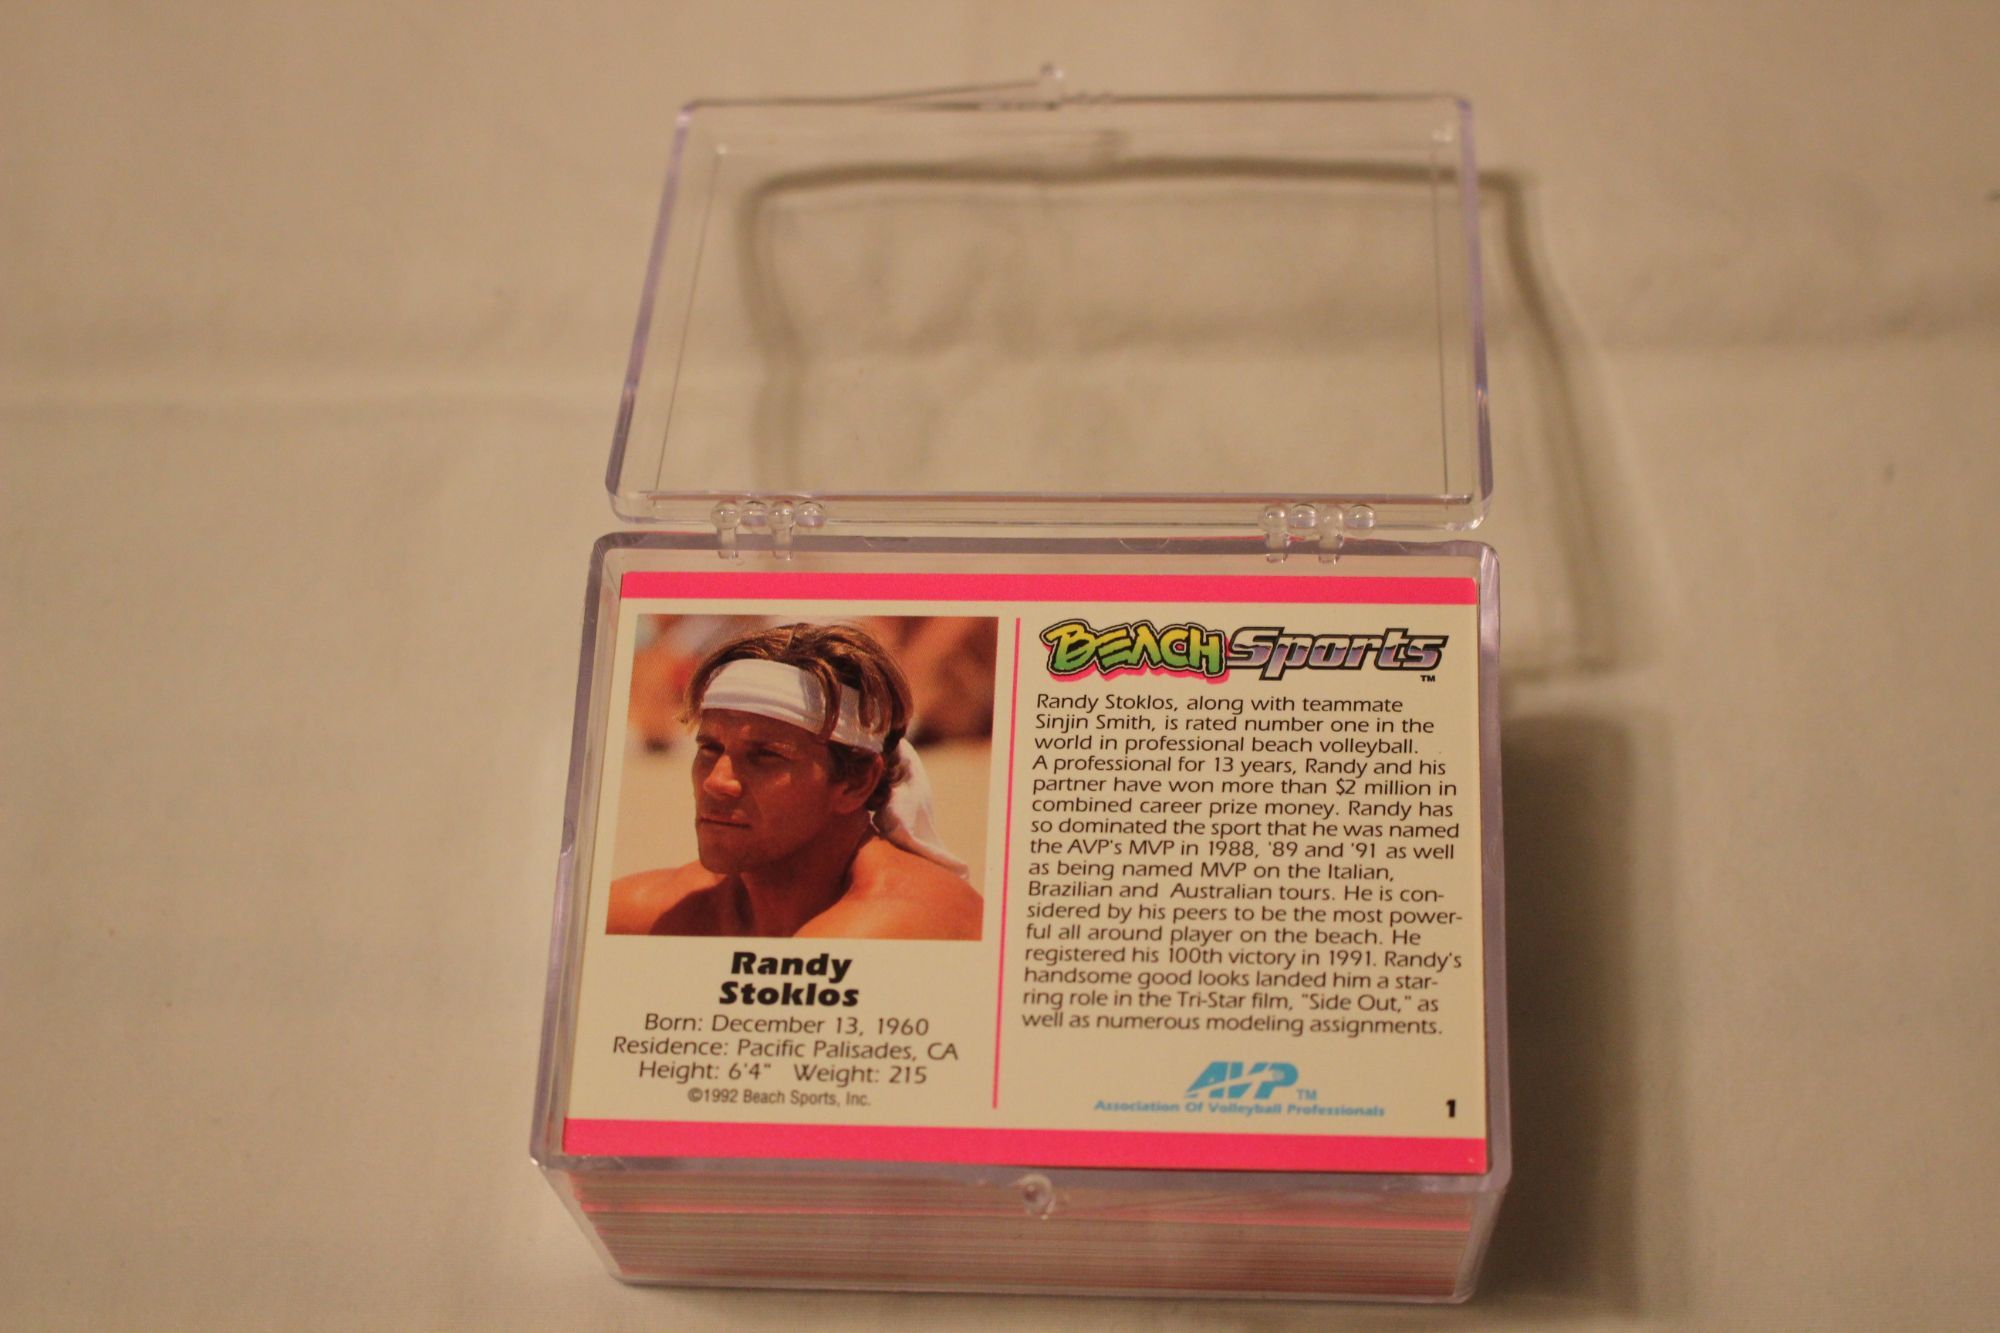 BEACH Sports™
Randy Stoklos, along with teammate
Sinjin Smith, is rated number one in the
world in professional beach volleyball.
A professional for 13 years, Randy and his
partner have won more than $2 million in
combined career prize money. Randy has
so dominated the sport that he was named
the AVP's MVP in 1988, '89 and '91 as well
as being named MVP on the Italian,
Brazilian and Australian tours. He is con-
sidered by his peers to be the most power-
ful all around player on the beach. He
registered his 100th victory in 1991. Randy's
handsome good looks landed him a star-
ring role in the Tri-Star film, "Side Out," as
well as numerous modeling assignments.
Randy
Stoklos
Born: December 13, 1960
Residence: Pacific Palisades, CA
Height: 6'4" Weight: 215
©1992 Beach Sports, Inc.
AVP™
Association Of Volleyball Professionals
1